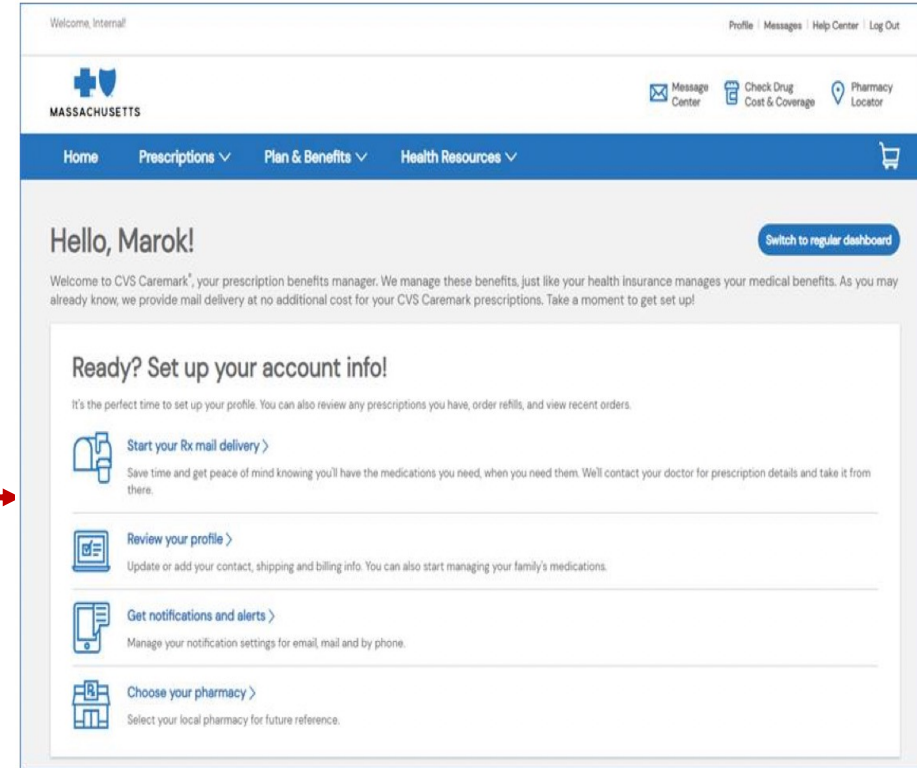 Welcome, Internal!
Profile | Messages | Help Center | Log Out
MASSACHUSETTS
Message Center
Check Drug Cost & Coverage
Pharmacy Locator
Home Prescriptions Plan & Benefits Health Resources
Hello, Marok!
Switch to regular dashboard
Welcome to CVS Caremark®, your prescription benefits manager. We manage these benefits, just like your health insurance manages your medical benefits. As you may
already know, we provide mail delivery at no additional cost for your CVS Caremark prescriptions. Take a moment to get set up!
Ready? Set up your account info!
It's the perfect time to set up your profile. You can also review any prescriptions you have, order refills, and view recent orders.
Start your Rx mail delivery >
Save time and get peace of mind knowing you'll have the medications you need, when you need them. We'll contact your doctor for prescription details and take it from
there.
Review your profile >
Update or add your contact, shipping and billing info. You can also start managing your family's medications.
Get notifications and alerts >
Manage your notification settings for email, mail and by phone.
Choose your pharmacy >
Select your local pharmacy for future reference.